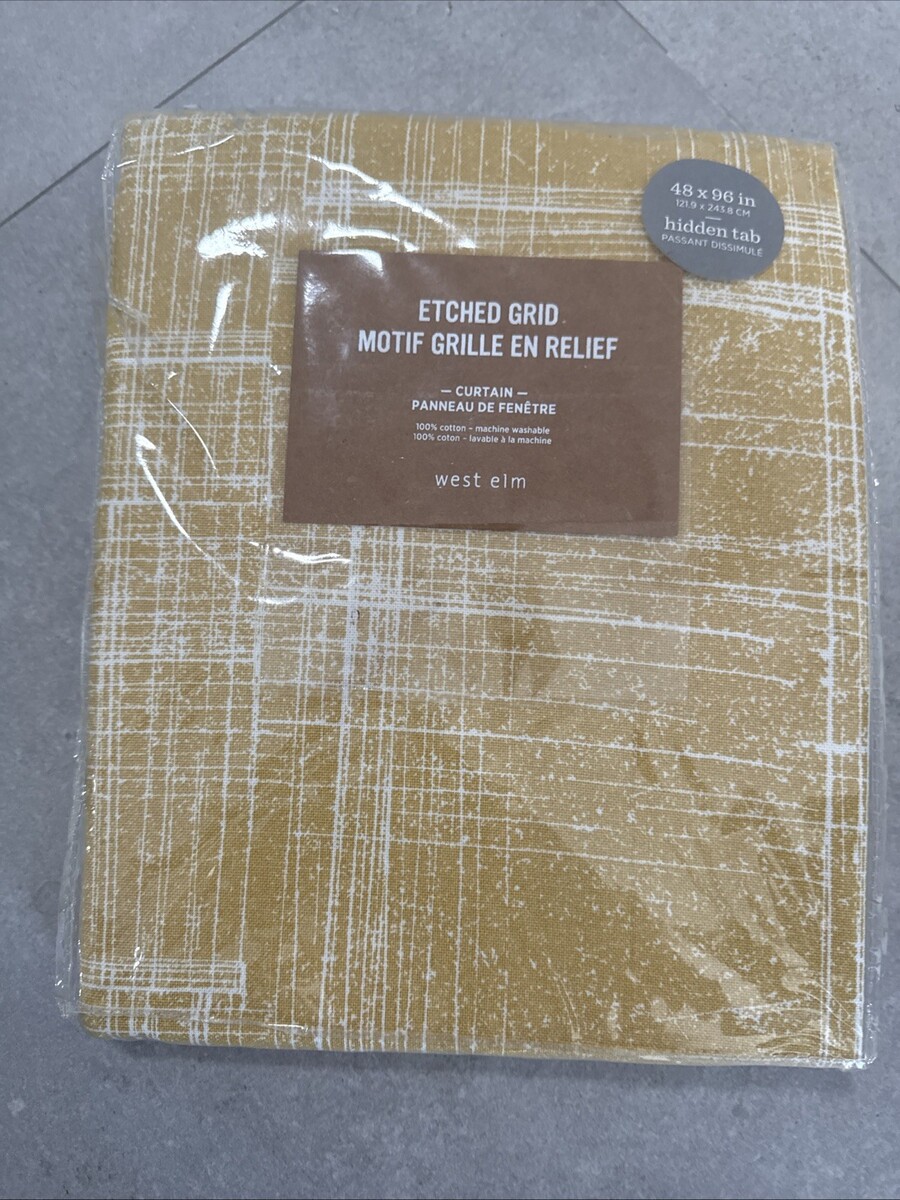 48 x 96 in
121.9 x 243.8 CM
hidden tab
PASSANT DISSIMULÉ
ETCHED GRID
MOTIF GRILLE EN RELIEF
— CURTAIN —
PANNEAU DE FENÊTRE
100% cotton – machine washable
100% coton – lavable à la machine
west elm